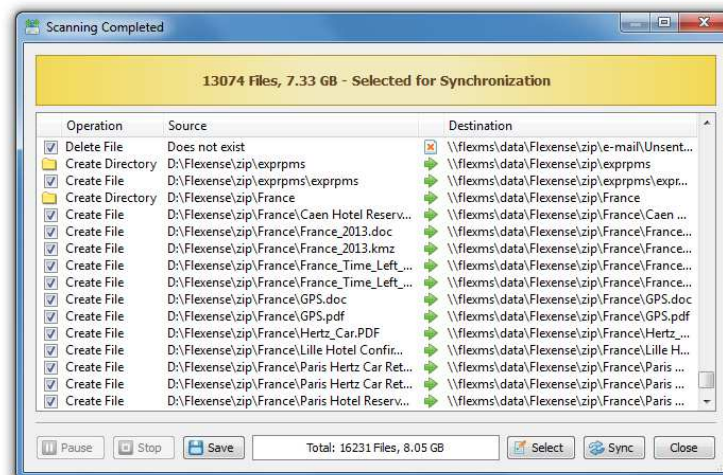 Scanning Completed
13074 Files, 7.33 GB - Selected for Synchronization
Operation Source Destination
Delete File Does not exist \\flexms\data\Flexense\zip\e-mail\Unsent...
Create Directory D:\Flexense\zip\exprpms \\flexms\data\Flexense\zip\exprpms
Create File D:\Flexense\zip\exprpms\exprpms \\flexms\data\Flexense\zip\exprpms\expr...
Create Directory D:\Flexense\zip\France \\flexms\data\Flexense\zip\France
Create File D:\Flexense\zip\France\Caen Hotel Reserv... \\flexms\data\Flexense\zip\France\Caen ...
Create File D:\Flexense\zip\France\France_2013.doc \\flexms\data\Flexense\zip\France\France...
Create File D:\Flexense\zip\France\France_2013.kmz \\flexms\data\Flexense\zip\France\France...
Create File D:\Flexense\zip\France\France_Time_Left_... \\flexms\data\Flexense\zip\France\France...
Create File D:\Flexense\zip\France\France_Time_Left_... \\flexms\data\Flexense\zip\France\France...
Create File D:\Flexense\zip\France\GPS.doc \\flexms\data\Flexense\zip\France\GPS.doc
Create File D:\Flexense\zip\France\GPS.pdf \\flexms\data\Flexense\zip\France\GPS.pdf
Create File D:\Flexense\zip\France\Hertz_Car.PDF \\flexms\data\Flexense\zip\France\Hertz_...
Create File D:\Flexense\zip\France\Lille Hotel Confir... \\flexms\data\Flexense\zip\France\Lille H...
Create File D:\Flexense\zip\France\Paris Hertz Car Ret... \\flexms\data\Flexense\zip\France\Paris ...
Create File D:\Flexense\zip\France\Paris Hertz Car Ret... \\flexms\data\Flexense\zip\France\Paris ...
Create File D:\Flexense\zip\France\Paris Hotel Reserv... \\flexms\data\Flexense\zip\France\Paris ...
Pause Stop Save Total: 16231 Files, 8.05 GB Select Sync Close